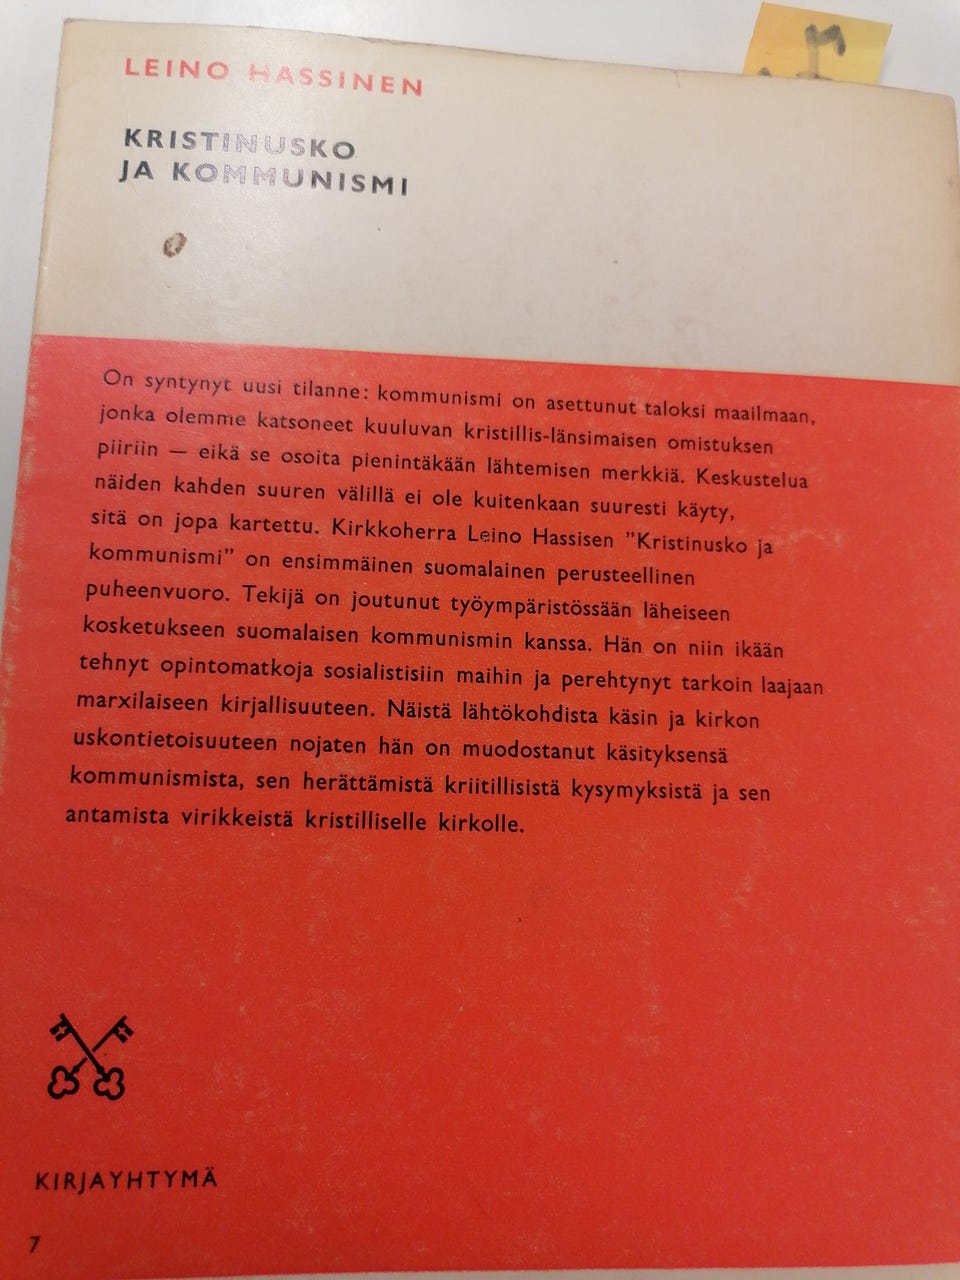 LEINO HASSINEN
KRISTINUSKO
JA KOMMUNISMI
On syntynyt uusi tilanne: kommunismi on asettunut taloksi maailmaan,
jonka olemme katsoneet kuuluvan kristillis-länsimaisen omistuksen
piiriin — eikä se osoita pienintäkään lähtemisen merkkiä. Keskustelua
näiden kahden suuren välillä ei ole kuitenkaan suuresti käyty,
sitä on jopa kartettu. Kirkkoherra Leino Hassisen ”Kristinusko ja
kommunismi” on ensimmäinen suomalainen perusteellinen
puheenvuoro. Tekijä on joutunut työympäristössään läheiseen
kosketukseen suomalaisen kommunismin kanssa. Hän on niin ikään
tehnyt opintomatkoja sosialistisiin maihin ja perehtynyt tarkoin laajaan
marxilaiseen kirjallisuuteen. Näistä lähtökohdista käsin ja kirkon
uskontietoisuuteen nojaten hän on muodostanut käsityksensä
kommunismista, sen herättämistä kriitillisistä kysymyksistä ja sen
antamista virikkeistä kristilliselle kirkolle.
KIRJAYHTYMÄ
7